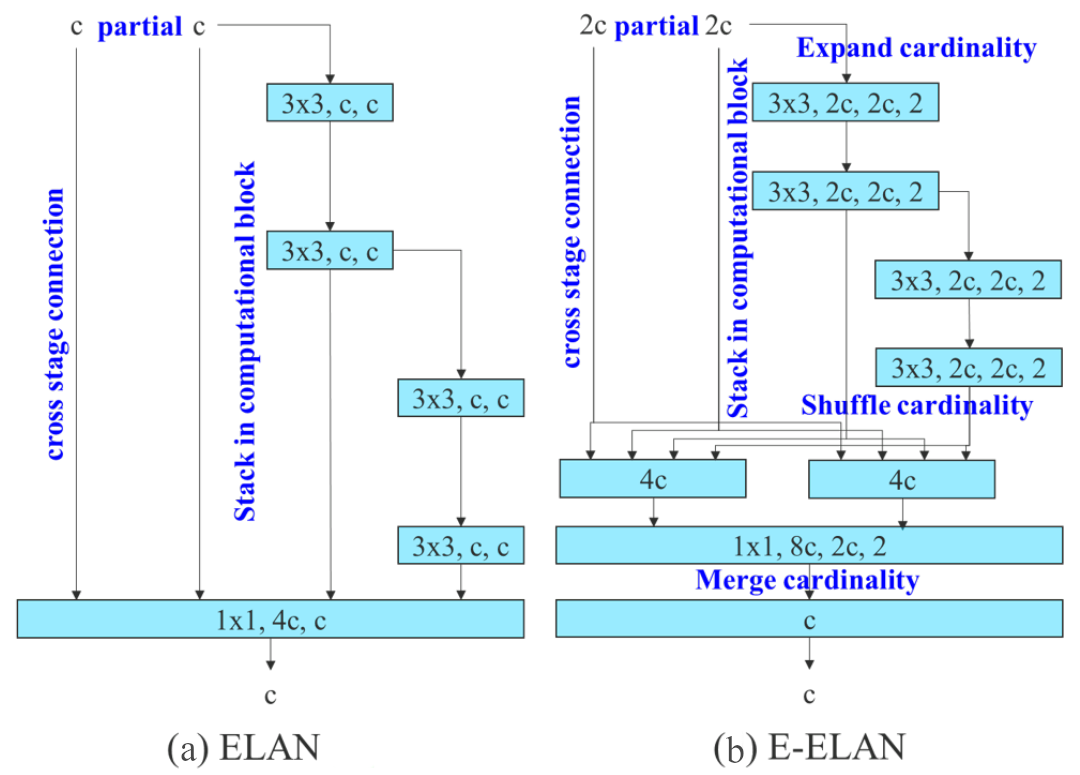 c partial c
3x3, c, c
3x3, c, c
3x3, c, c
3x3, c, c
cross stage connection
Stack in computational block
1x1, 4c, c
c
(a) ELAN
2c partial 2c
Expand cardinality
3x3, 2c, 2c, 2
3x3, 2c, 2c, 2
3x3, 2c, 2c, 2
3x3, 2c, 2c, 2
cross stage connection
Stack in computational block
Shuffle cardinality
4c
4c
1x1, 8c, 2c, 2
Merge cardinality
c
c
(b) E-ELAN